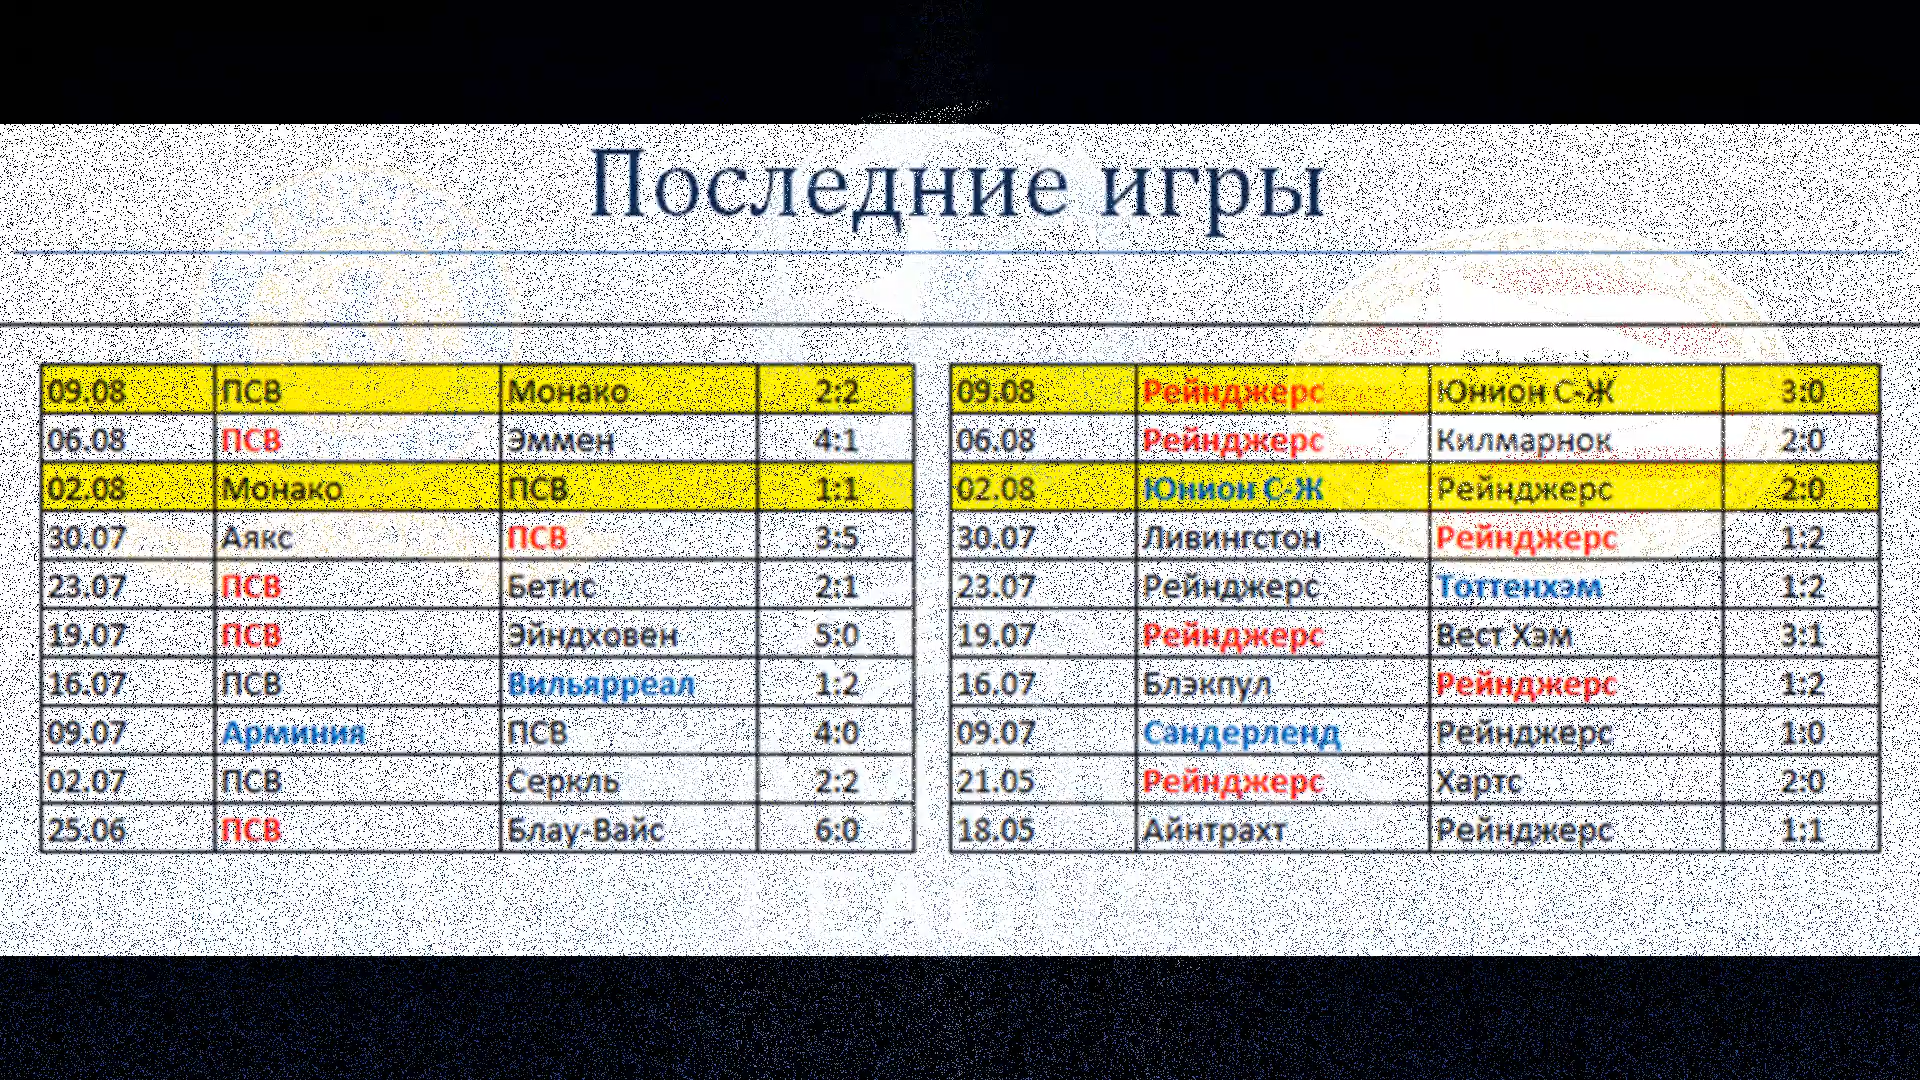 Последние игры
09.08 ПСВ Монако 2:2
06.08 ПСВ Эммен 4:1
02.08 Монако ПСВ 1:1
30.07 Аякс ПСВ 3:5
23.07 ПСВ Бетис 2:1
19.07 ПСВ Эйндховен 5:0
16.07 ПСВ Вильярреал 1:2
09.07 Арминия ПСВ 4:0
02.07 ПСВ Серкль 2:2
25.06 ПСВ Блау-Вайс 6:0
09.08 Рейнджерс Юнион С-Ж 3:0
06.08 Рейнджерс Килмарнок 2:0
02.08 Юнион С-Ж Рейнджерс 2:0
30.07 Ливингстон Рейнджерс 1:2
23.07 Рейнджерс Тоттенхэм 1:2
19.07 Рейнджерс Вест Хэм 3:1
16.07 Блэкпул Рейнджерс 1:2
09.07 Сандерленд Рейнджерс 1:0
21.05 Рейнджерс Хартс 2:0
18.05 Айнтрахт Рейнджерс 1:1